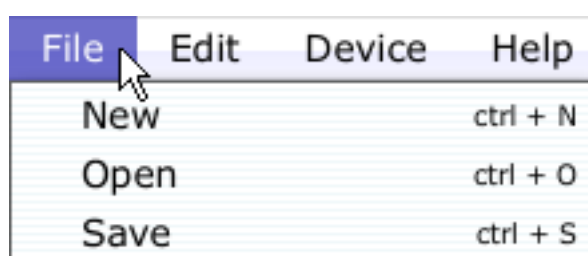 File Edit Device Help
New ctrl + N
Open ctrl + O
Save ctrl + S